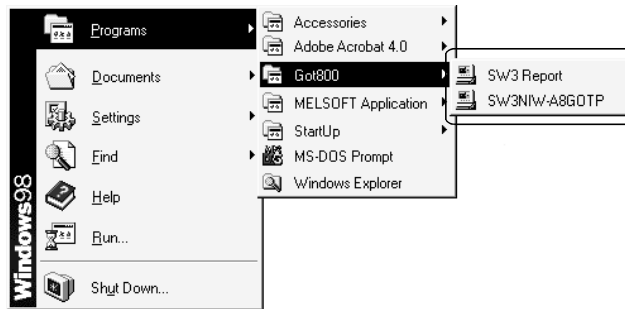 Programs
Documents
Settings
Find
Help
Run...
Shut Down...
Windows98
Accessories
Adobe Acrobat 4.0
Got800
MELSOFT Application
StartUp
MS-DOS Prompt
Windows Explorer
SW3 Report
SW3NIW-A8GOTP